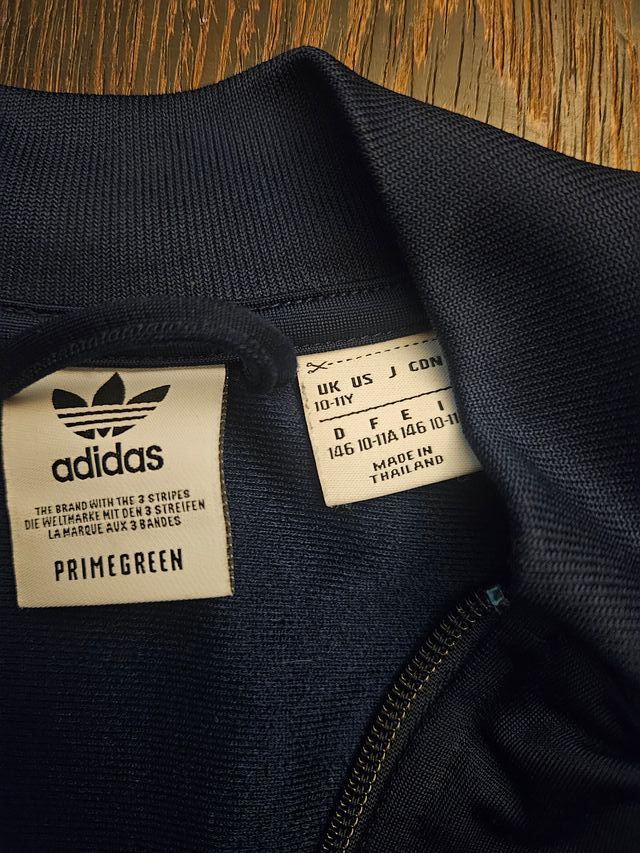 adidas
THE BRAND WITH THE 3 STRIPES
DIE WELTMARKE MIT DEN 3 STREIFEN
LA MARQUE AUX 3 BANDES
PRIMEGREEN
UK US J CDN
10-11Y
D F E I
146 10-11A 146 10-11
MADE IN
THAILAND